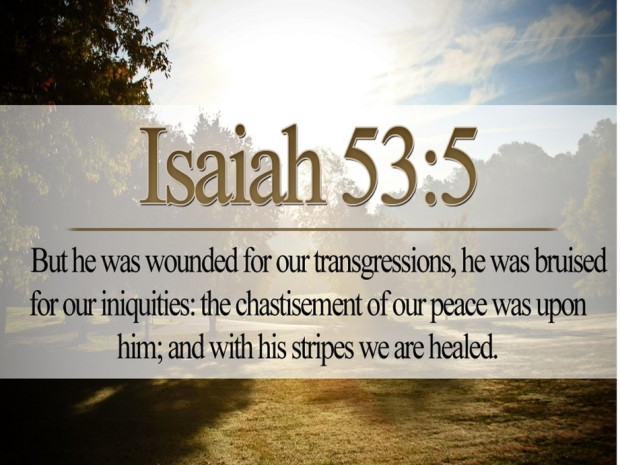 Isaiah 53:5
But he was wounded for our transgressions, he was bruised
for our iniquities: the chastisement of our peace was upon
him; and with his stripes we are healed.